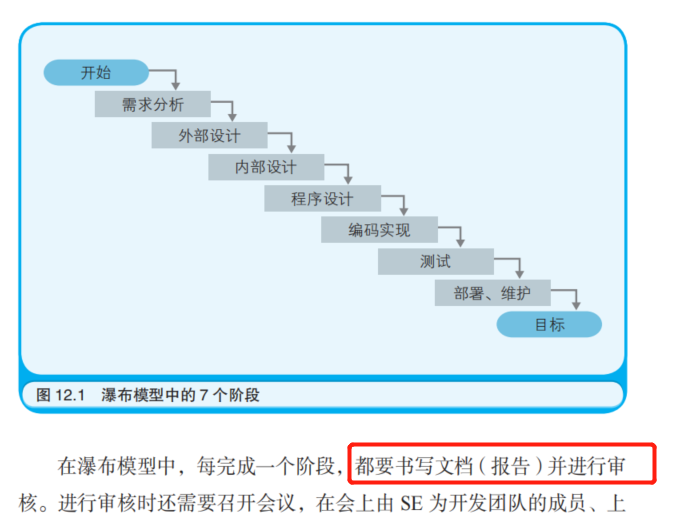 开始
需求分析
外部设计
内部设计
程序设计
编码实现
测试
部署、维护
目标
图 12.1 瀑布模型中的 7 个阶段
在瀑布模型中，每完成一个阶段，都要书写文档（报告）并进行审
核。进行审核时还需要召开会议，在会上由 SE 为开发团队的成员、上